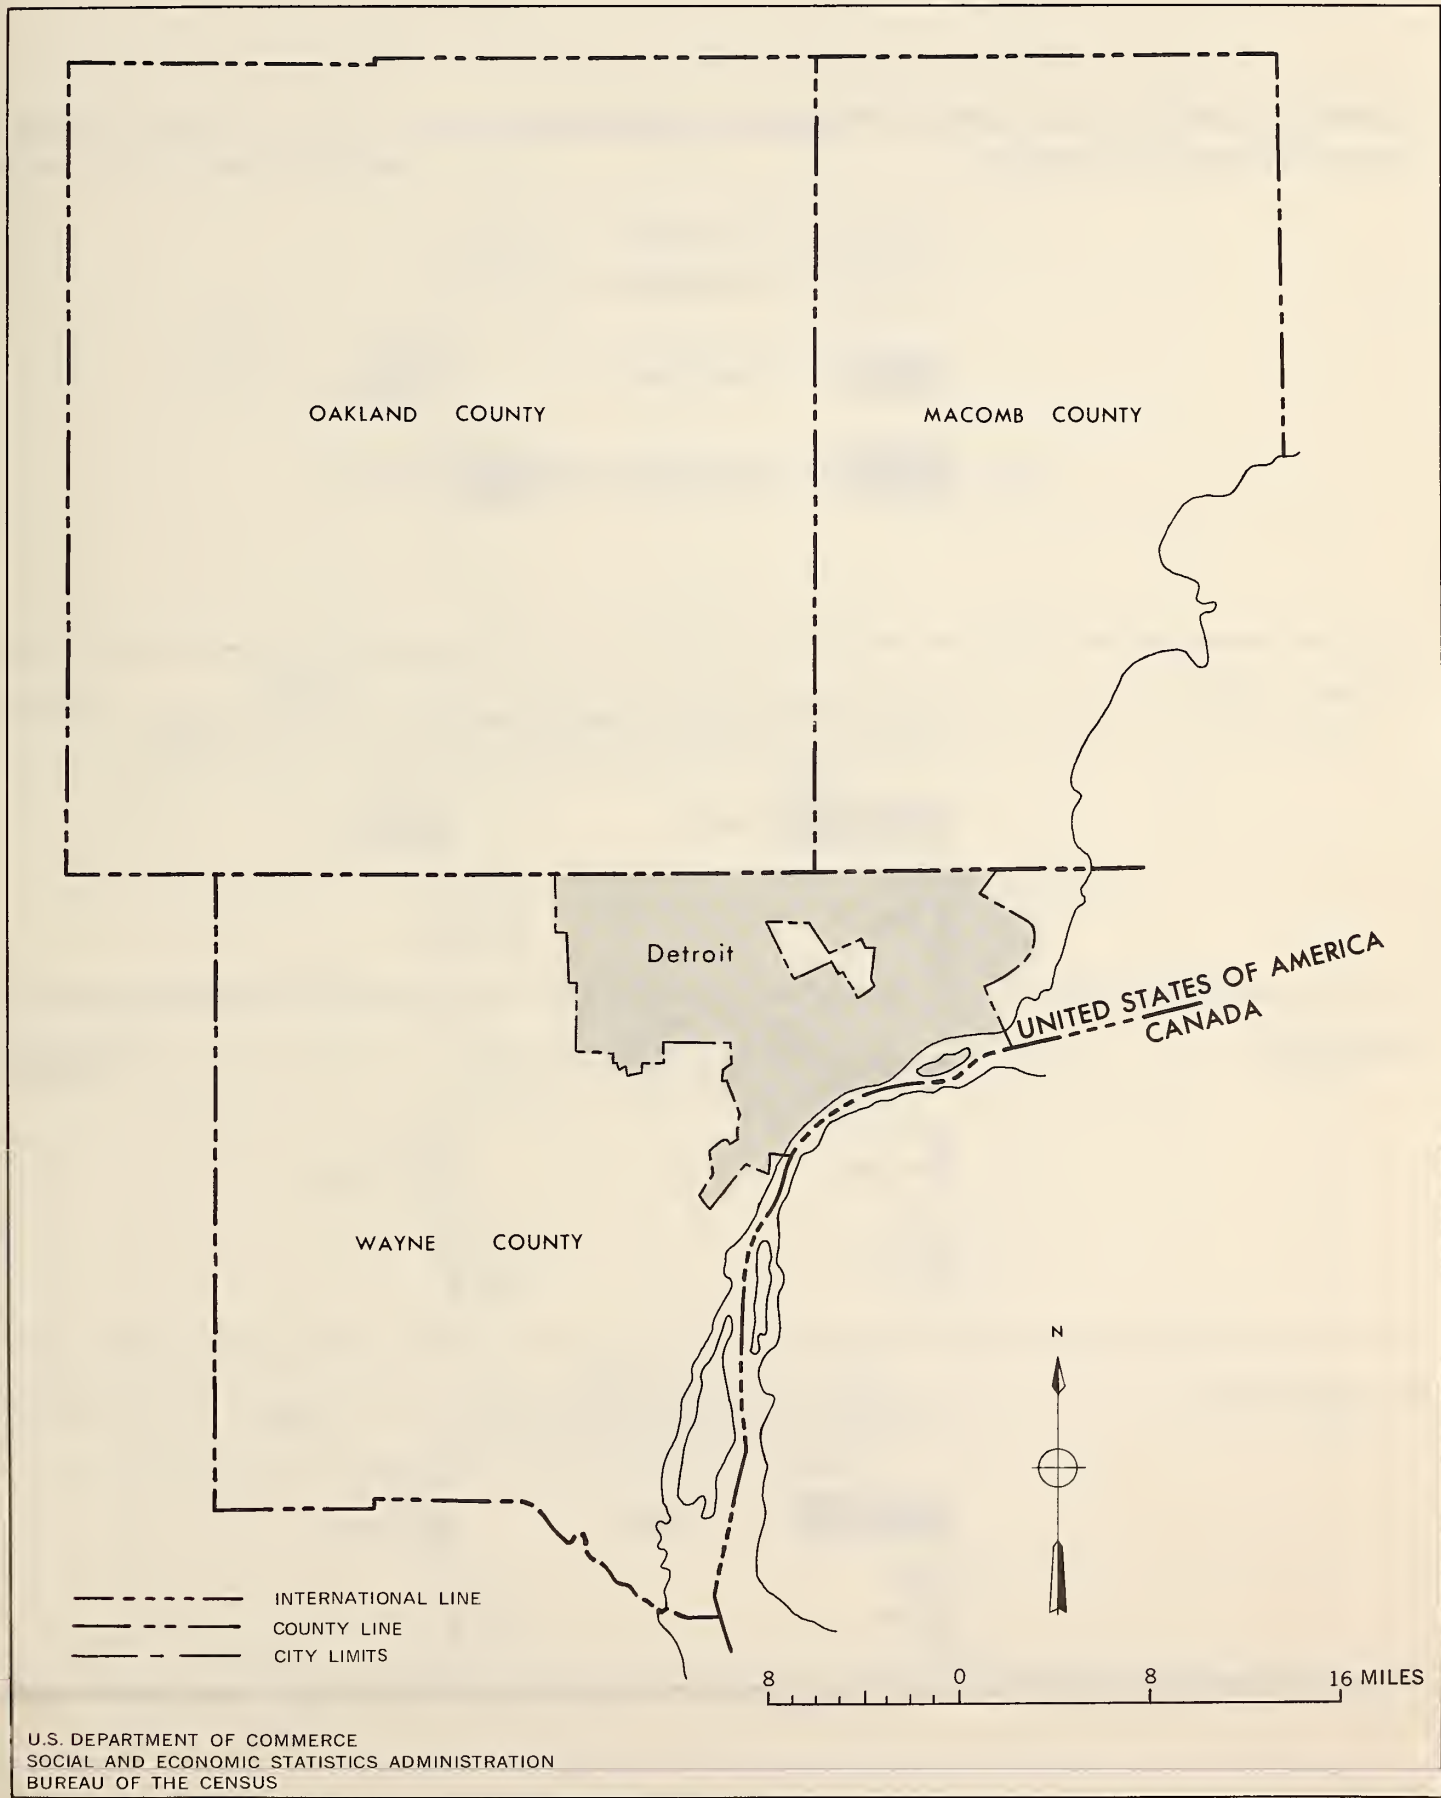 OAKLAND COUNTY
MACOMB COUNTY
Detroit
UNITED STATES OF AMERICA
CANADA
WAYNE COUNTY
N
INTERNATIONAL LINE
COUNTY LINE
CITY LIMITS
8 0 8 16 MILES
U.S. DEPARTMENT OF COMMERCE
SOCIAL AND ECONOMIC STATISTICS ADMINISTRATION
BUREAU OF THE CENSUS